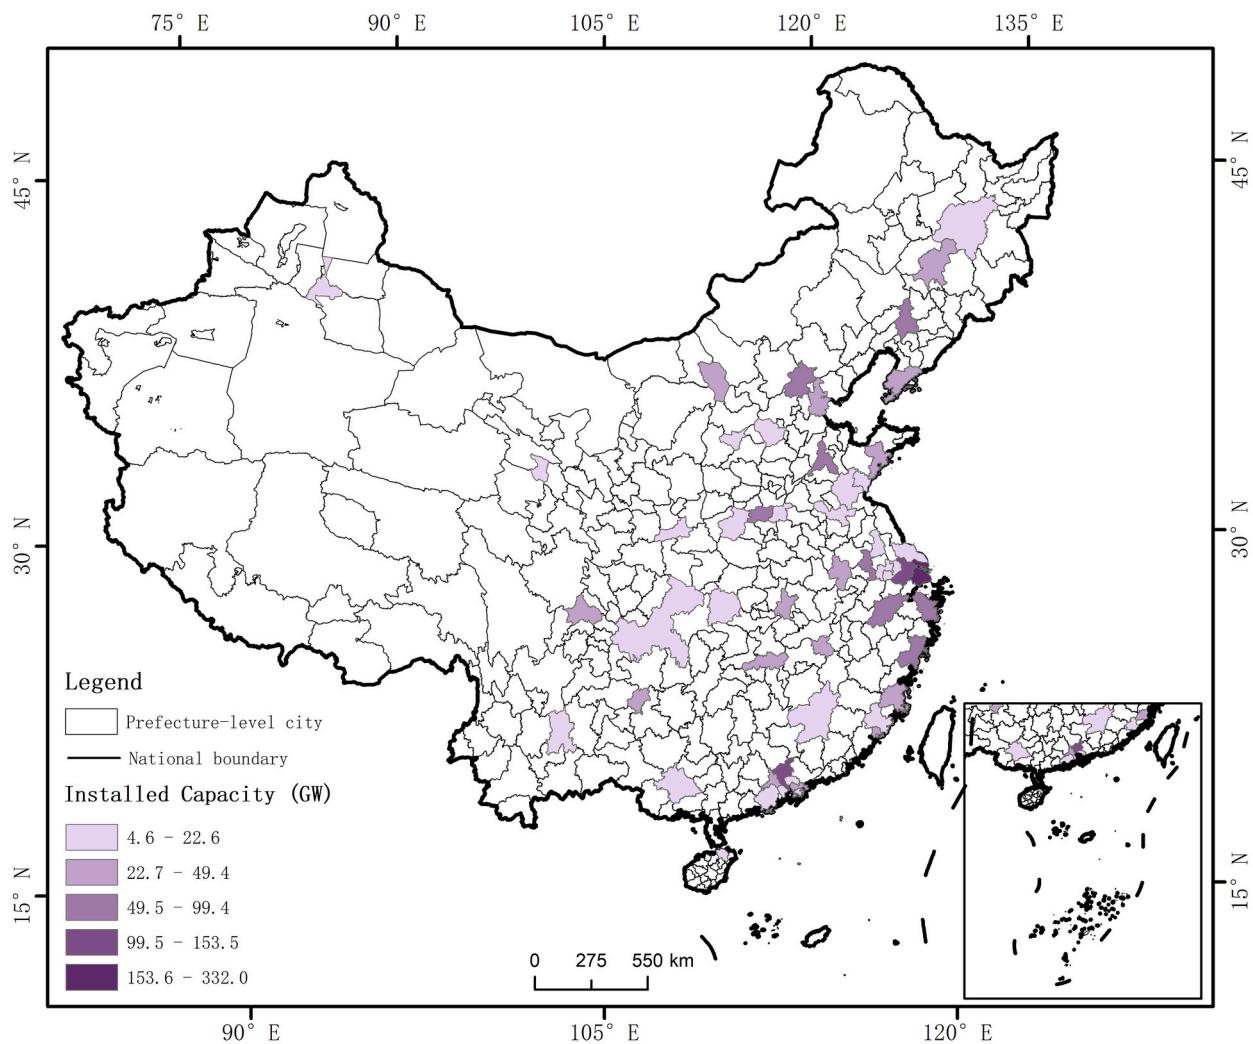 75° E 90° E 105° E 120° E 135° E
45° N
45° N
30° N
30° N
15° N
15° N
Legend
Prefecture-level city
National boundary
Installed Capacity (GW)
4.6 - 22.6
22.7 - 49.4
49.5 - 99.4
99.5 - 153.5
153.6 - 332.0
0 275 550 km
90° E 105° E 120° E